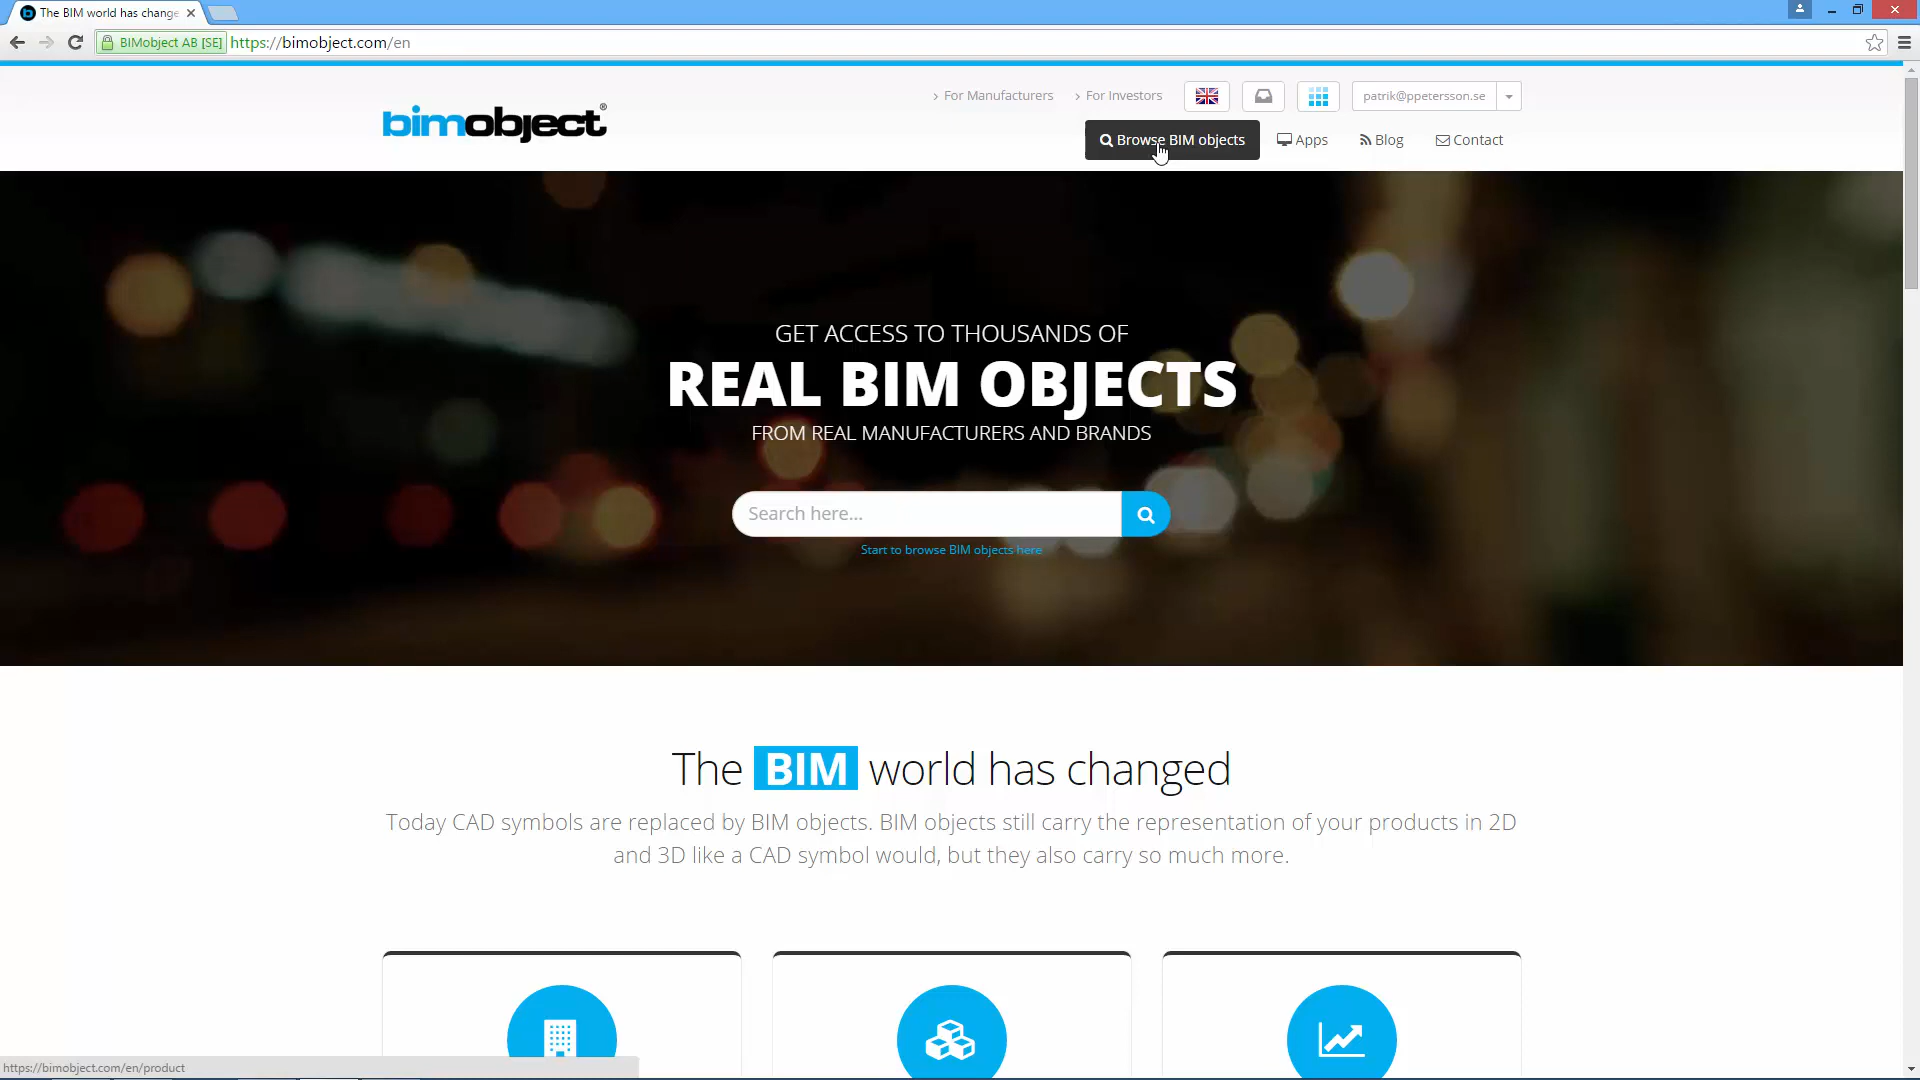 The BIM world has change
BIMobject AB [SE] https://bimobject.com/en
For Manufacturers For Investors patrik@ppetersson.se
bimobject®
Browse BIM objects Apps Blog Contact
GET ACCESS TO THOUSANDS OF
REAL BIM OBJECTS
FROM REAL MANUFACTURERS AND BRANDS
Search here...
Start to browse BIM objects here
The BIM world has changed
Today CAD symbols are replaced by BIM objects. BIM objects still carry the representation of your products in 2D
and 3D like a CAD symbol would, but they also carry so much more.
https://bimobject.com/en/product